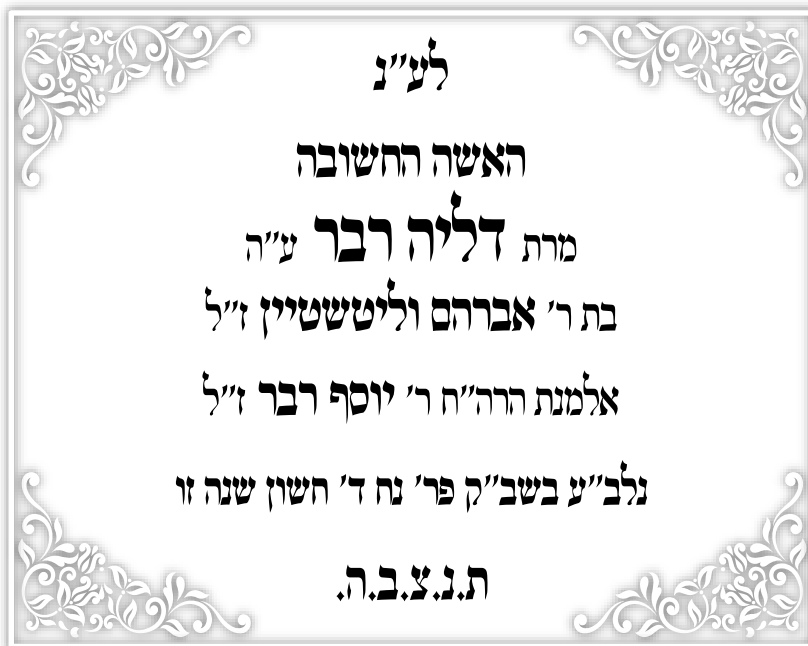 לע״נ
האשה החשובה
מרת דליה רבר ע״ה
בת ר׳ אברהם וליטשטיין ז״ל
אלמנת הרה״ח ר׳ יוסף רבר ז״ל
נלב״ע בשב״ק פר׳ נח ד׳ חשון שנה זו
ת.נ.צ.ב.ה.